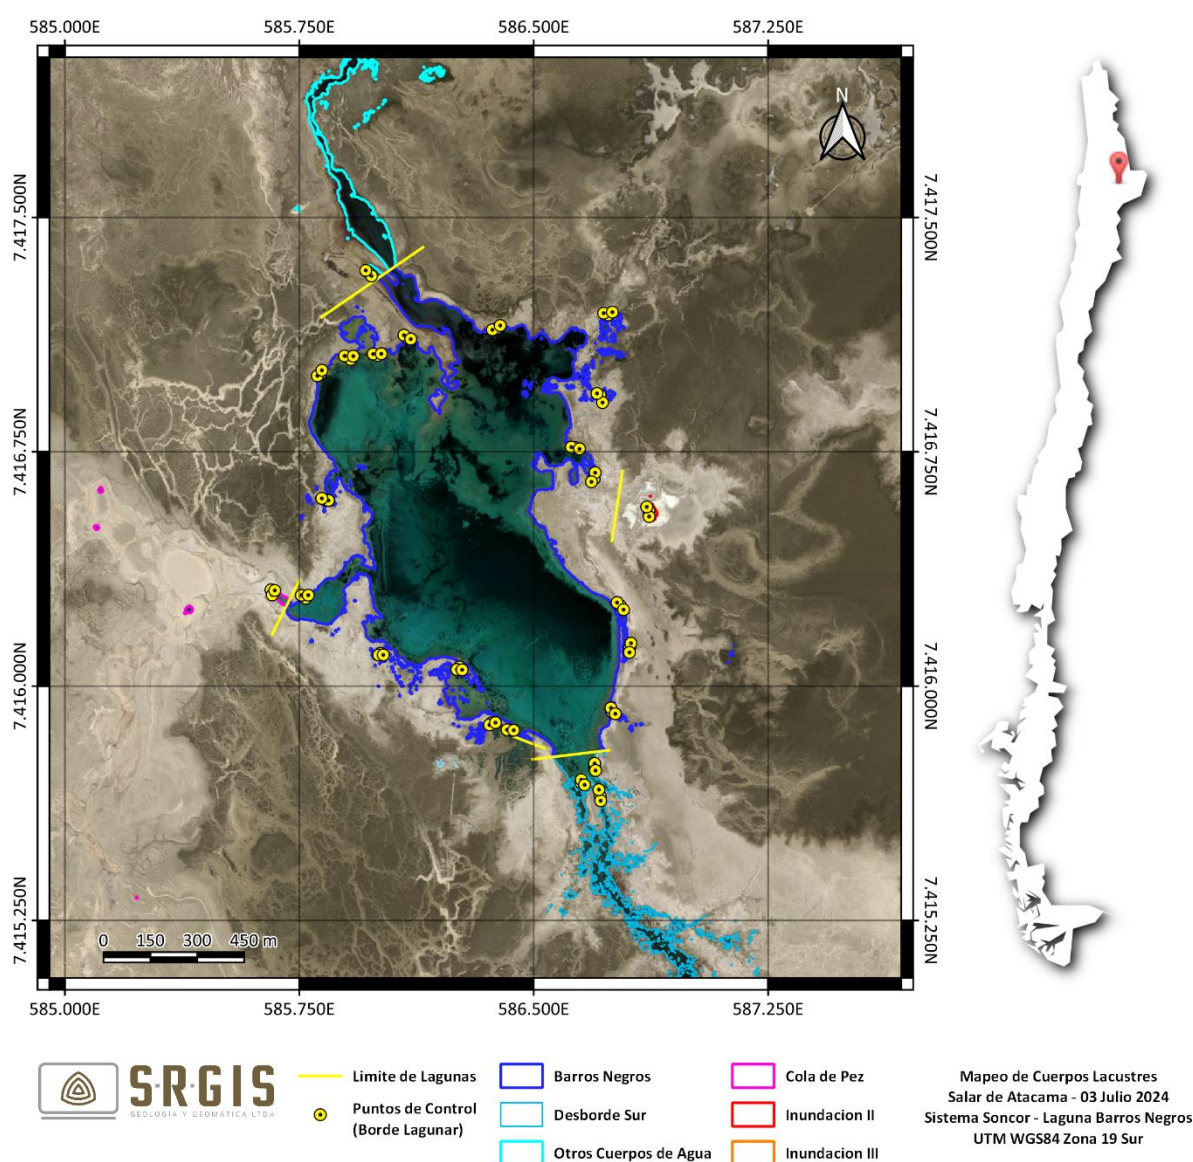 585.000E 585.750E 586.500E 587.250E
N
7.417.500N 7.417.500N
7.416.750N 7.416.750N
7.416.000N 7.416.000N
7.415.250N 7.415.250N
0 150 300 450 m
585.000E 585.750E 586.500E 587.250E
S·R·GIS
GEOLOGÍA Y GEOMÁTICA LTDA
Limite de Lagunas
Puntos de Control
(Borde Lagunar)
Barros Negros
Desborde Sur
Otros Cuerpos de Agua
Cola de Pez
Inundacion II
Inundacion III
Mapeo de Cuerpos Lacustres
Salar de Atacama - 03 Julio 2024
Sistema Soncor - Laguna Barros Negros
UTM WGS84 Zona 19 Sur